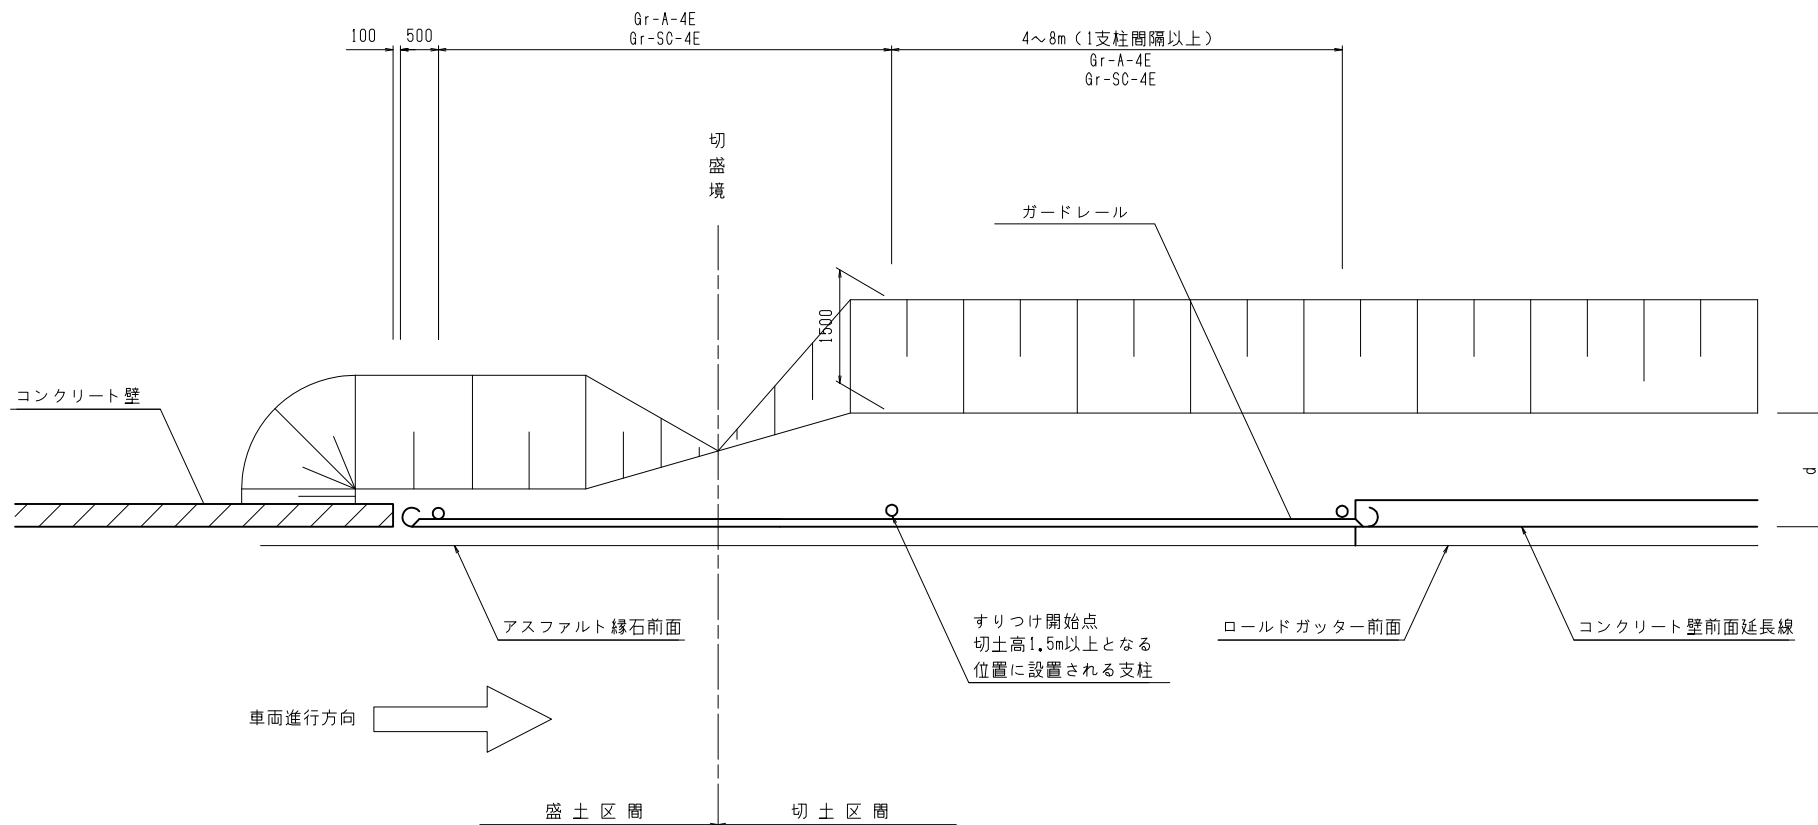 Gr-A-4E
Gr-SC-4E
100
500
4〜8m（1支柱間隔以上）
Gr-A-4E
Gr-SC-4E
切盛境
ガードレール
1500
コンクリート壁
d
アスファルト縁石前面
すりつけ開始点
切土高1.5m以上となる
位置に設置される支柱
ロールドガッター前面
コンクリート壁前面延長線
車両進行方向
盛土区間
切土区間